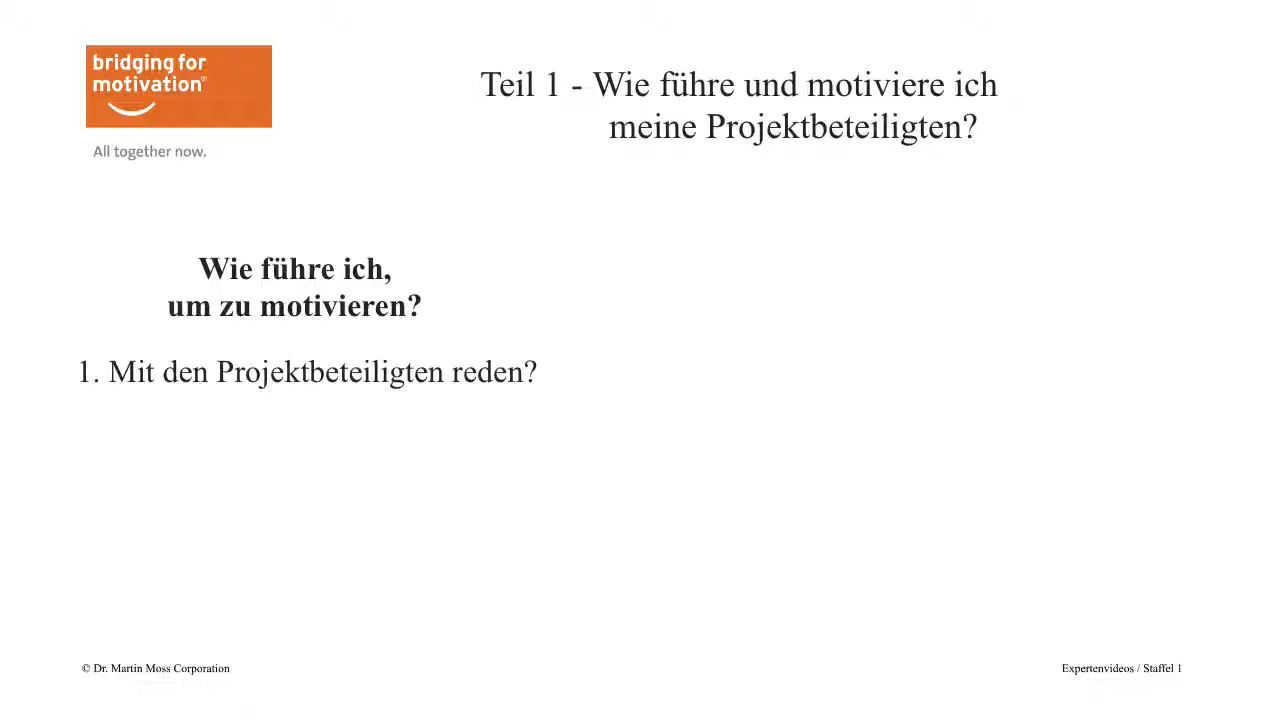 bridging for
motivation®
All together now.
Teil 1 - Wie führe und motiviere ich
meine Projektbeteiligten?
Wie führe ich,
um zu motivieren?
1. Mit den Projektbeteiligten reden?
© Dr. Martin Moss Corporation
Expertenvideos / Staffel 1